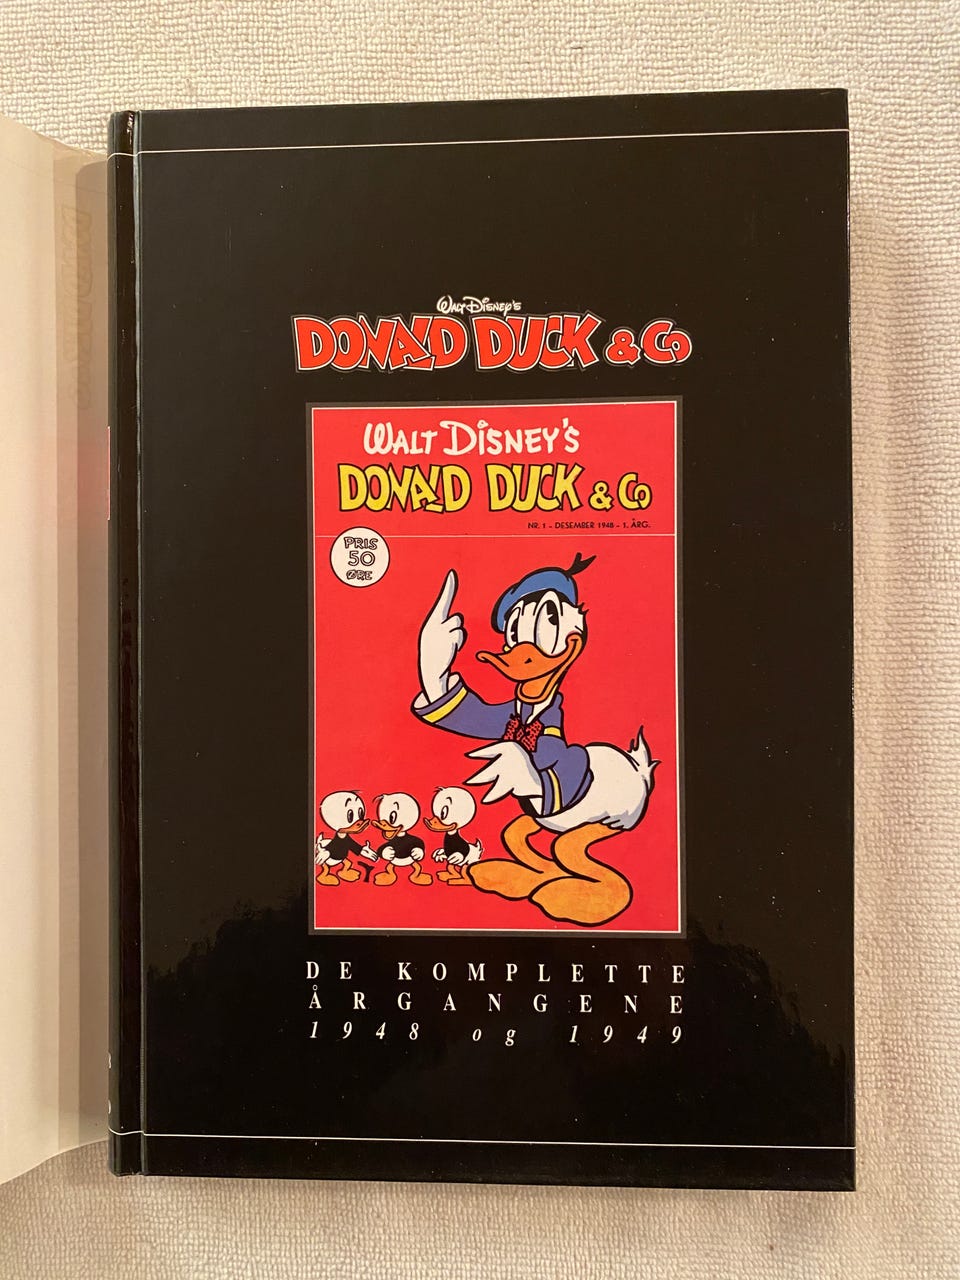 WALT DISNEY'S
DONALD DUCK & Co
WALT DISNEY'S
DONALD DUCK & Co
NR. 1 - DESEMBER 1948 - 1. ÅRG.
PRIS
50
ØRE
DE KOMPLETTE
ÅRGANGENE
1948 og 1949